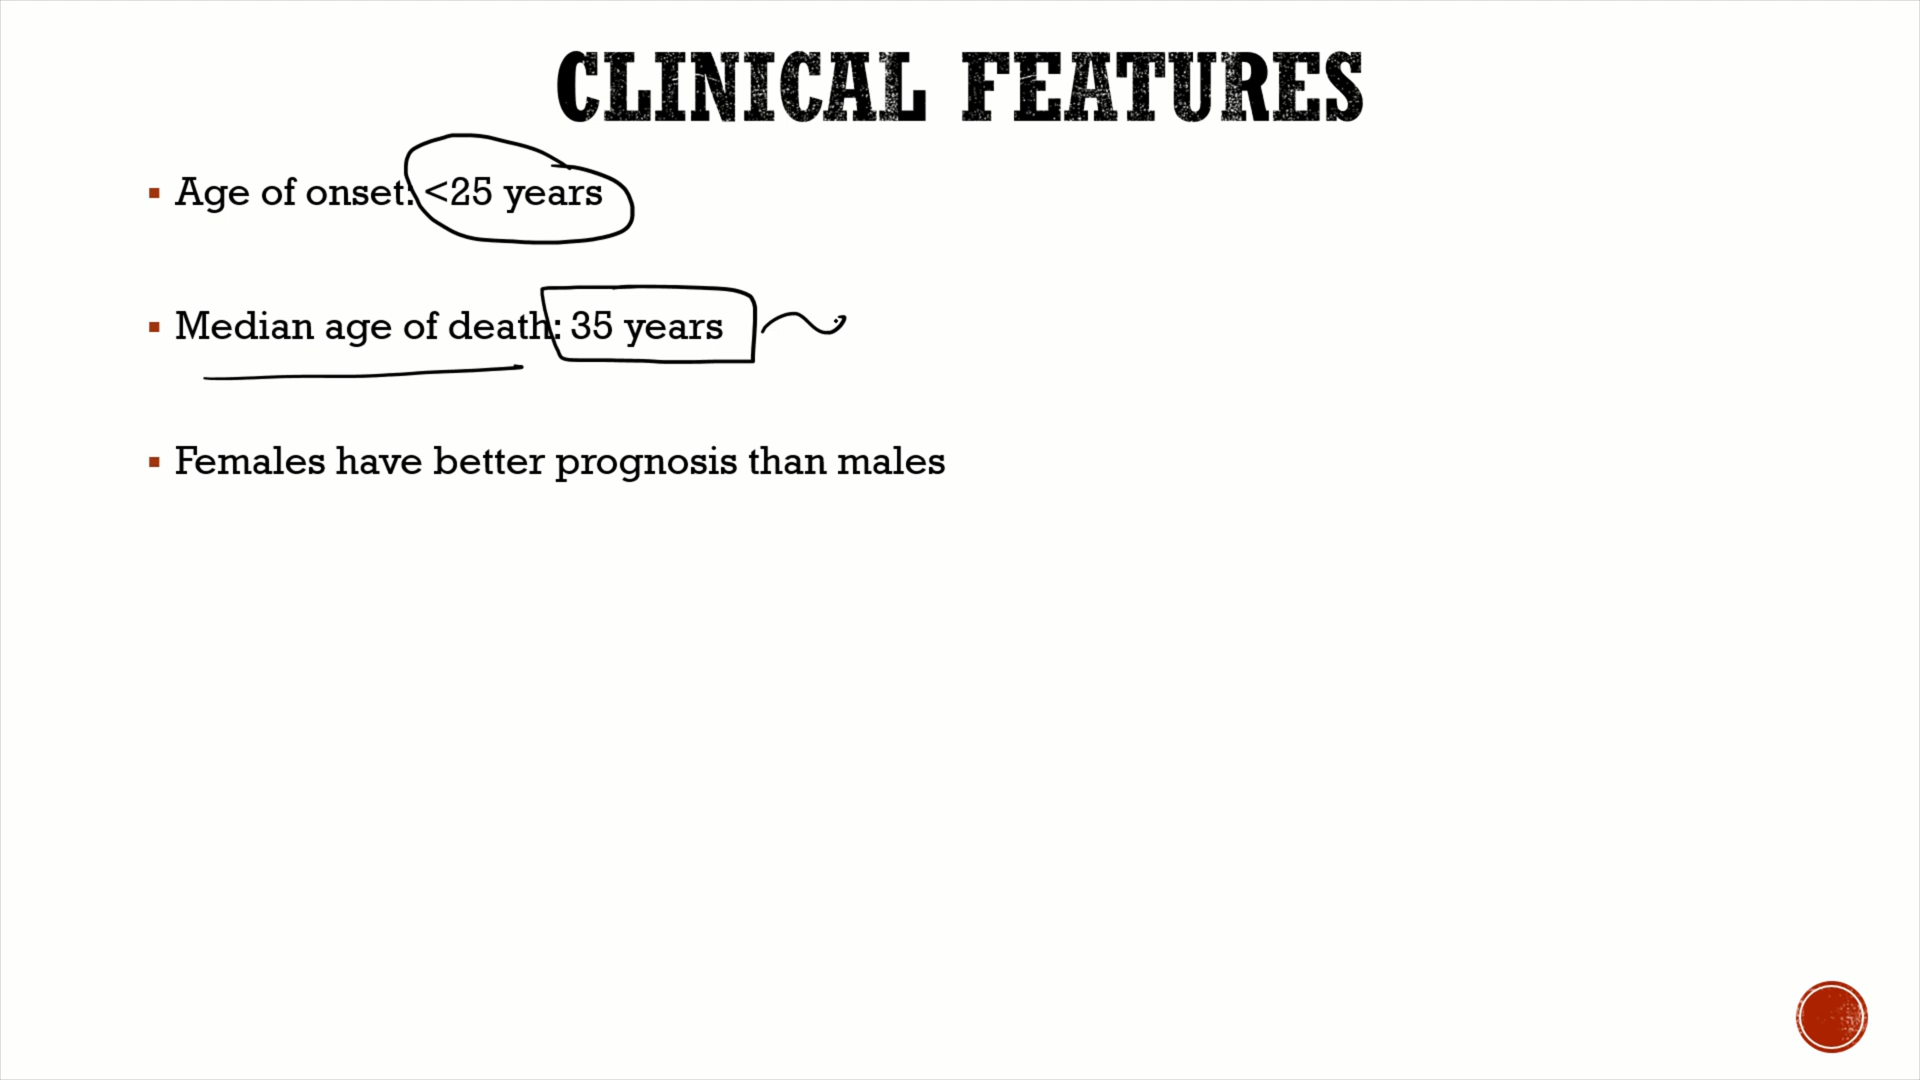 CLINICAL FEATURES
▪ Age of onset: <25 years
▪ Median age of death: 35 years
▪ Females have better prognosis than males